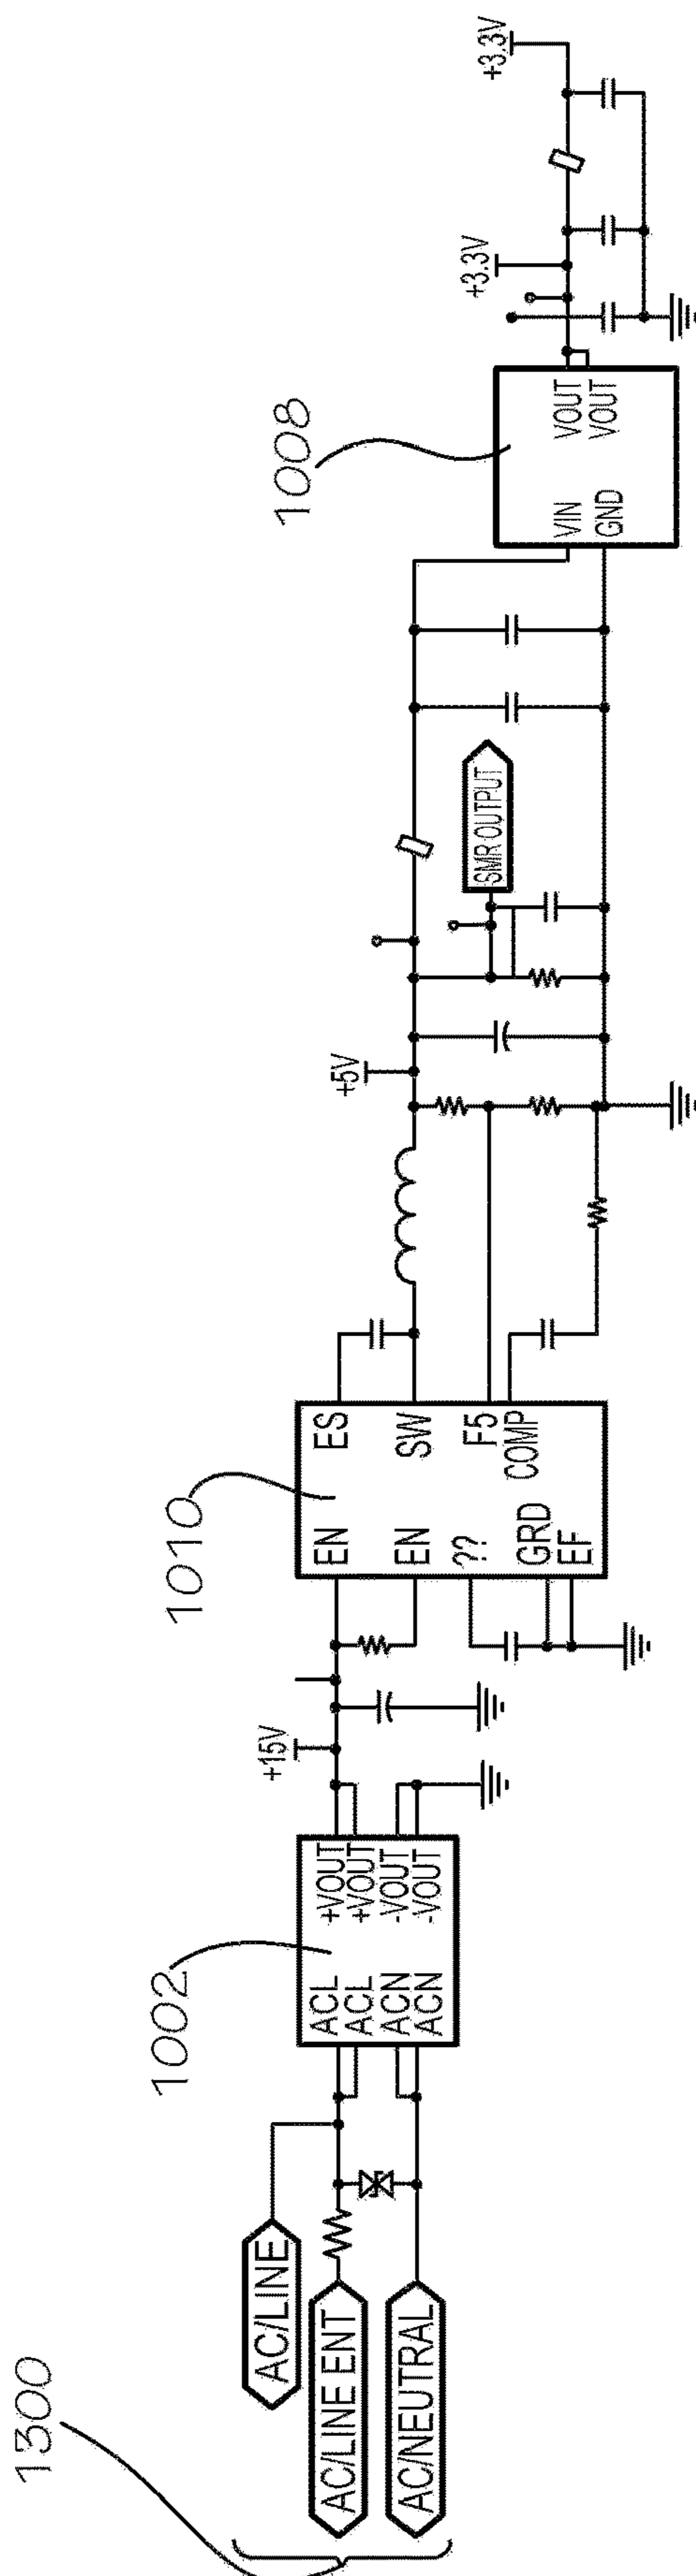 1300
AC/LINE
AC/LINE ENT
AC/NEUTRAL
1002
ACL
ACL
ACN
ACN
+VOUT
+VOUT
-VOUT
-VOUT
+15V
1010
EN
EN
??
GRD
EF
ES
SW
F5
COMP
+5V
SMR OUTPUT
1008
VIN
GND
VOUT
VOUT
+3.3V
+3.3V